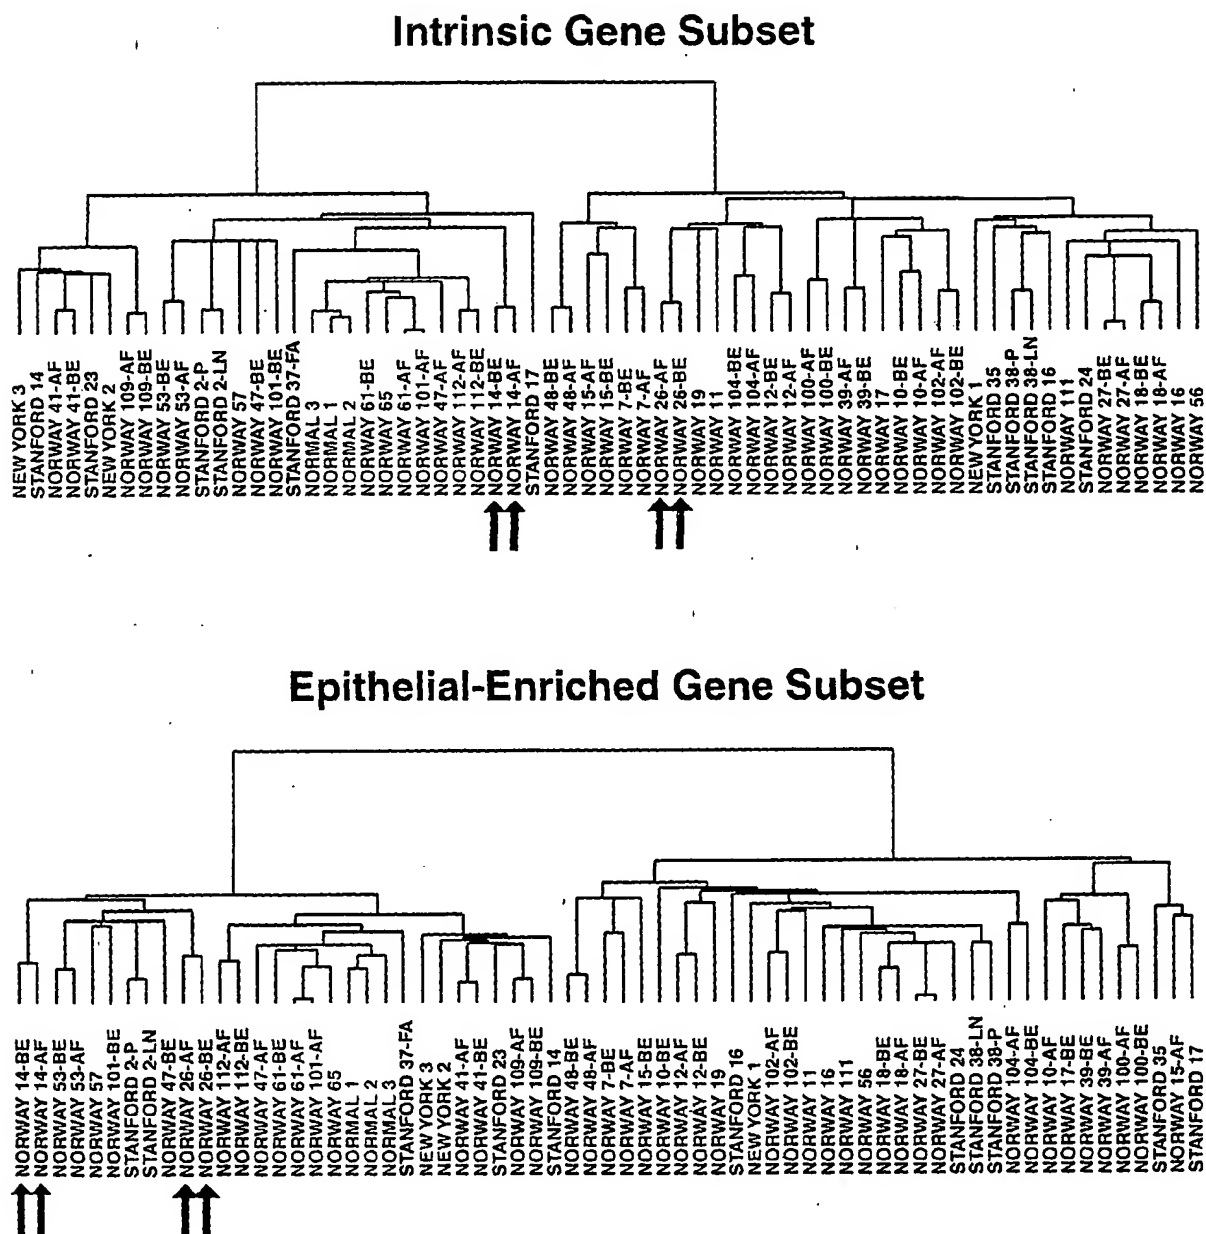 Intrinsic Gene Subset
NEW YORK 3
STANFORD 14
NORWAY 41-AF
NORWAY 41-BE
STANFORD 23
NEW YORK 2
NORWAY 109-AF
NORWAY 109-BE
NORWAY 53-BE
NORWAY 53-AF
STANFORD 2-P
STANFORD 2-LN
NORWAY 57
NORWAY 47-BE
NORWAY 101-BE
STANFORD 37-FA
NORMAL 3
NORMAL 1
NORMAL 2
NORWAY 61-BE
NORWAY 65
NORWAY 61-AF
NORWAY 101-AF
NORWAY 47-AF
NORWAY 112-AF
NORWAY 112-BE
NORWAY 14-BE
NORWAY 14-AF
STANFORD 17
NORWAY 48-BE
NORWAY 48-AF
NORWAY 15-AF
NORWAY 15-BE
NORWAY 7-BE
NORWAY 7-AF
NORWAY 26-AF
NORWAY 26-BE
NORWAY 19
NORWAY 11
NORWAY 104-BE
NORWAY 104-AF
NORWAY 12-BE
NORWAY 12-AF
NORWAY 100-AF
NORWAY 100-BE
NORWAY 39-AF
NORWAY 39-BE
NORWAY 17
NORWAY 10-BE
NORWAY 10-AF
NORWAY 102-AF
NORWAY 102-BE
NEW YORK 1
STANFORD 35
STANFORD 38-P
STANFORD 38-LN
STANFORD 16
NORWAY 111
STANFORD 24
NORWAY 27-BE
NORWAY 27-AF
NORWAY 18-BE
NORWAY 18-AF
NORWAY 16
NORWAY 56
Epithelial-Enriched Gene Subset
NORWAY 14-BE
NORWAY 14-AF
NORWAY 53-BE
NORWAY 53-AF
NORWAY 57
NORWAY 101-BE
STANFORD 2-P
STANFORD 2-LN
NORWAY 47-BE
NORWAY 26-AF
NORWAY 26-BE
NORWAY 112-AF
NORWAY 112-BE
NORWAY 47-AF
NORWAY 61-BE
NORWAY 61-AF
NORWAY 101-AF
NORWAY 65
NORMAL 1
NORMAL 2
NORMAL 3
STANFORD 37-FA
NEW YORK 3
NEW YORK 2
NORWAY 41-AF
NORWAY 41-BE
STANFORD 23
NORWAY 109-AF
NORWAY 109-BE
STANFORD 14
NORWAY 48-BE
NORWAY 48-AF
NORWAY 7-BE
NORWAY 7-AF
NORWAY 15-BE
NORWAY 10-BE
NORWAY 12-AF
NORWAY 12-BE
NORWAY 19
STANFORD 16
NEW YORK 1
NORWAY 102-AF
NORWAY 102-BE
NORWAY 11
NORWAY 16
NORWAY 111
NORWAY 56
NORWAY 18-BE
NORWAY 18-AF
NORWAY 27-BE
NORWAY 27-AF
STANFORD 24
STANFORD 38-LN
STANFORD 38-P
NORWAY 104-AF
NORWAY 104-BE
NORWAY 10-AF
NORWAY 17-BE
NORWAY 39-BE
NORWAY 39-AF
NORWAY 100-AF
NORWAY 100-BE
STANFORD 35
NORWAY 15-AF
STANFORD 17